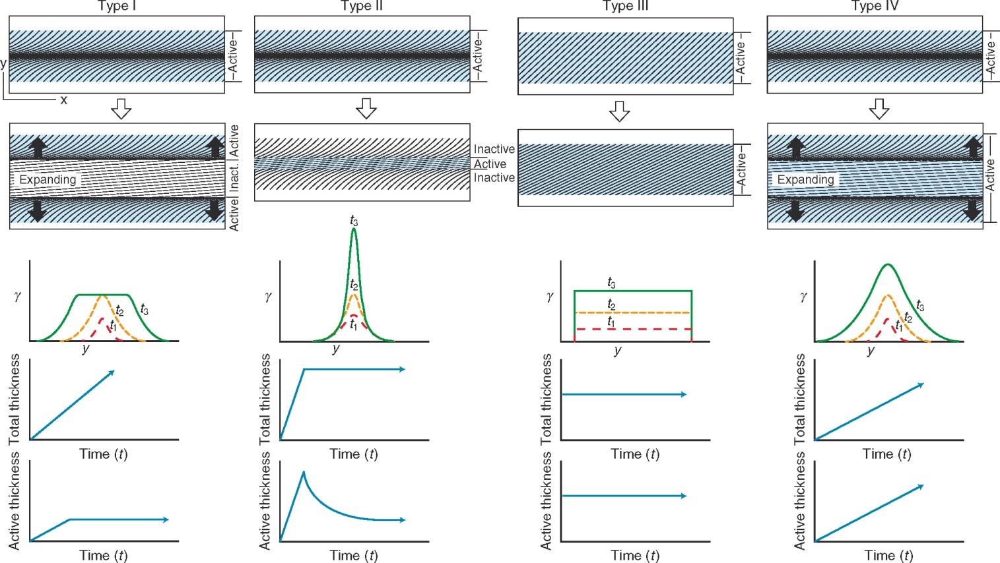 Type I
Type II
Type III
Type IV
Active
Active
Active
Active
y
x
Active
Inact.
Active
Expanding
Inactive
Active
Inactive
Active
Expanding
Active
γ
t1
t2
t3
y
γ
t3
t2
t1
y
γ
t3
t2
t1
y
γ
t1
t2
t3
y
Total thickness
Time (t)
Total thickness
Time (t)
Total thickness
Time (t)
Total thickness
Time (t)
Active thickness
Time (t)
Active thickness
Time (t)
Active thickness
Time (t)
Active thickness
Time (t)